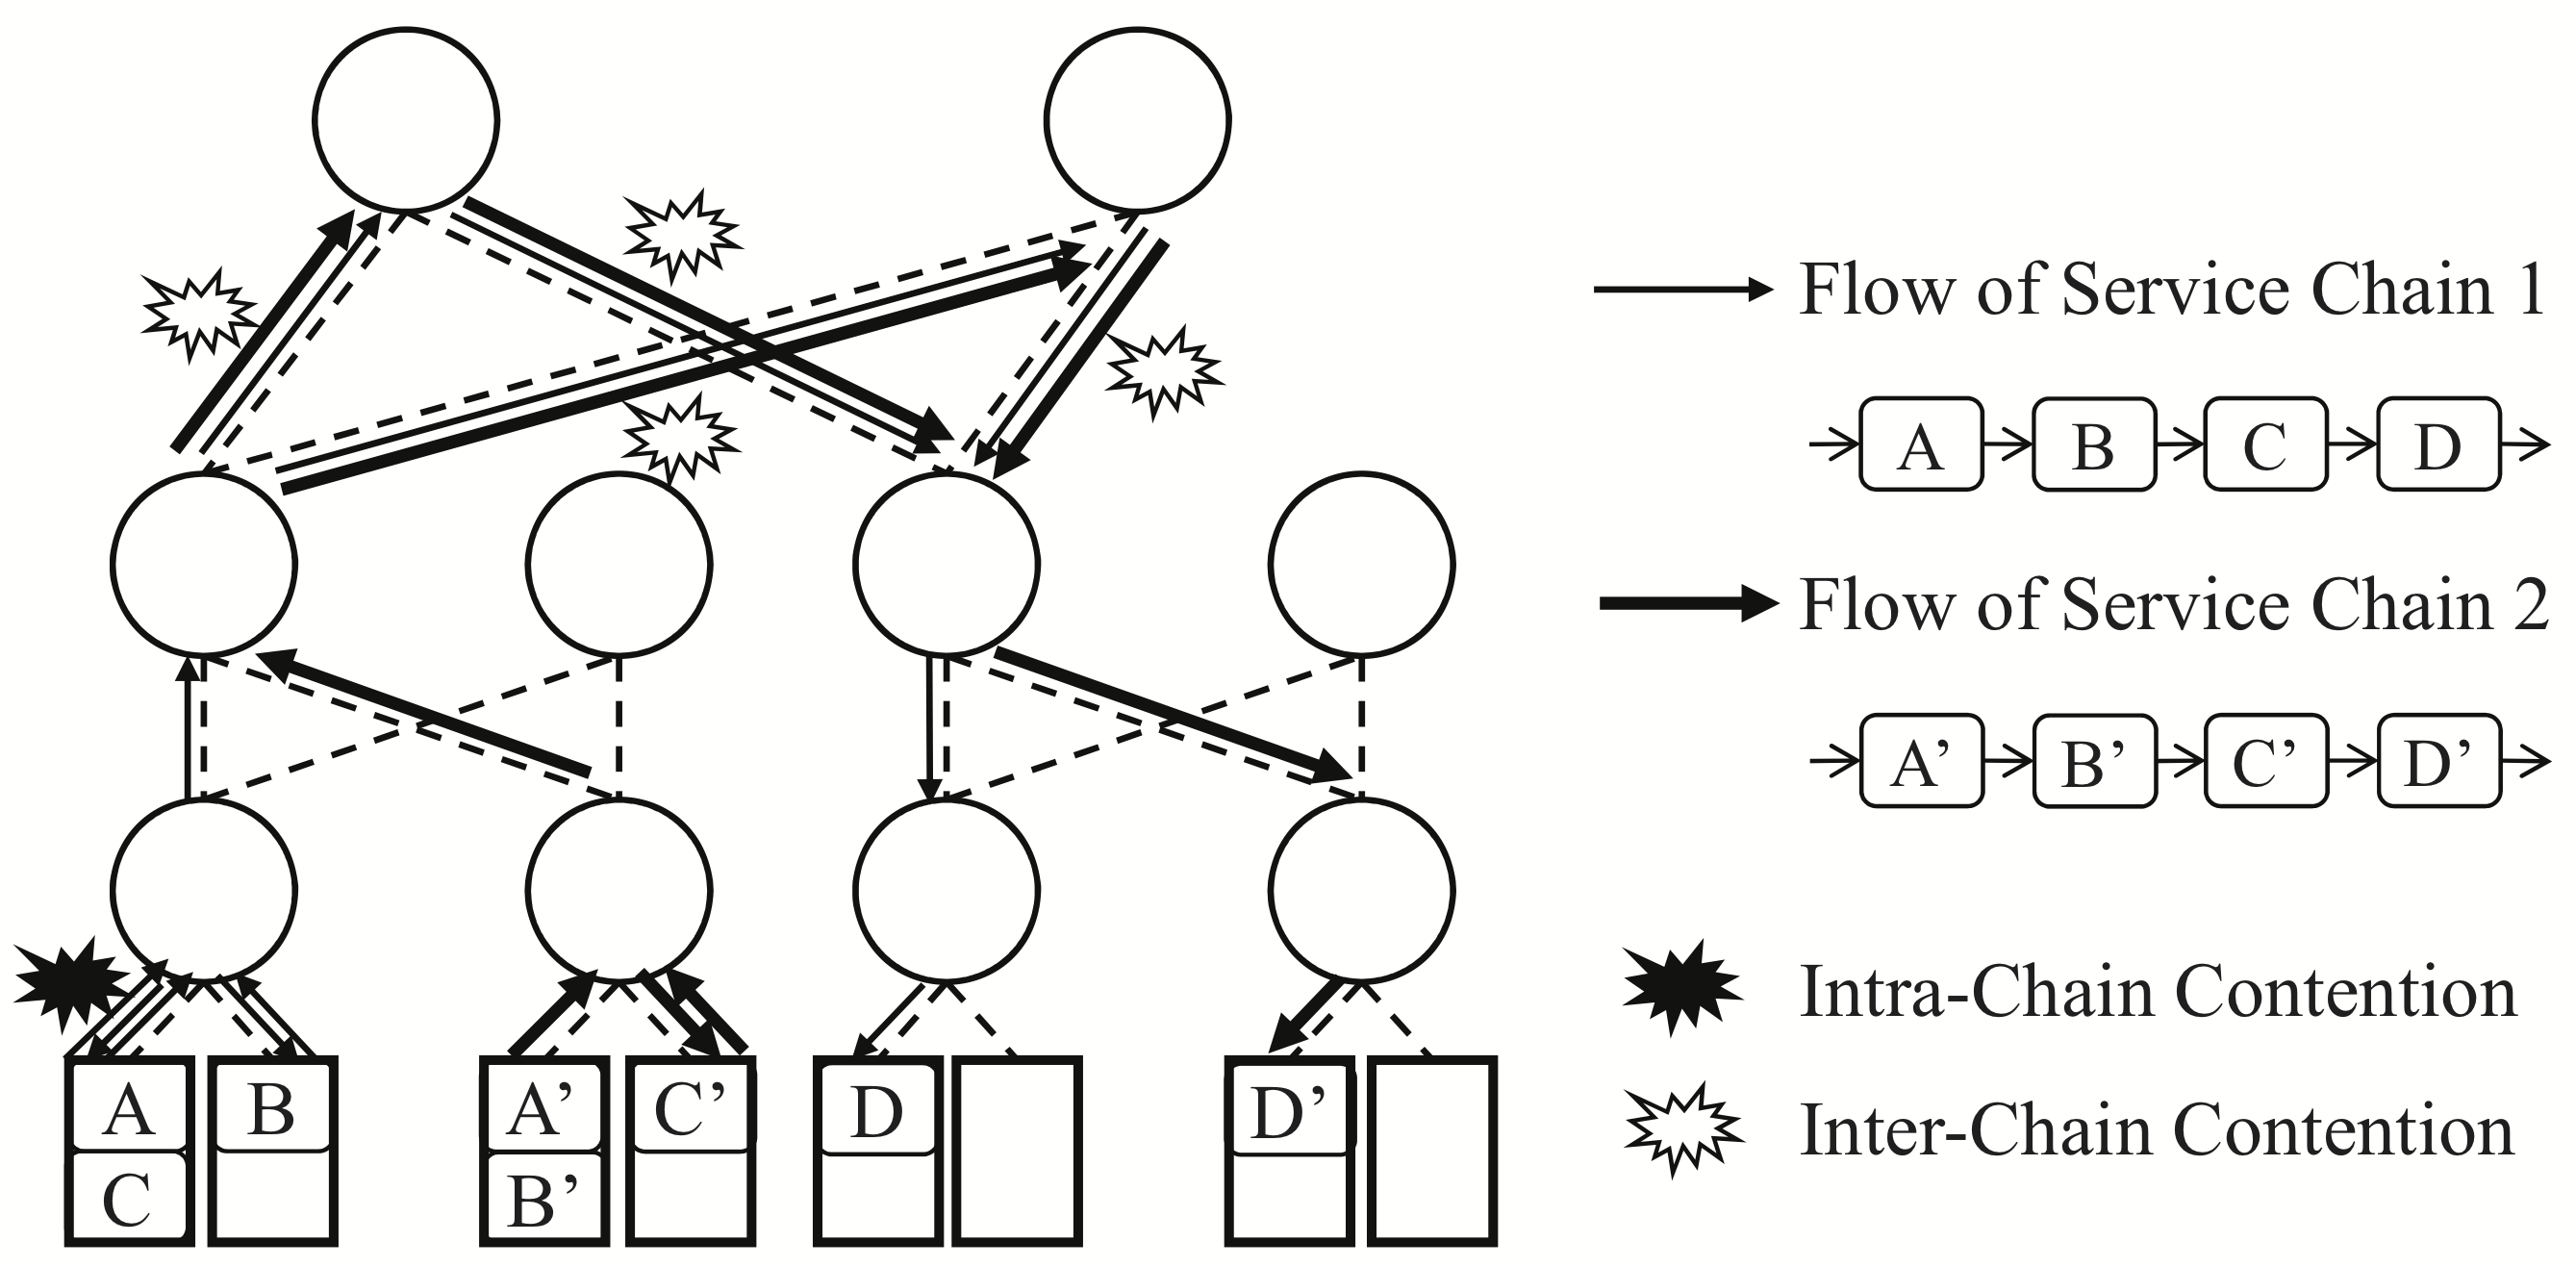 Flow of Service Chain 1
A B C D
Flow of Service Chain 2
A’ B’ C’ D’
Intra-Chain Contention
Inter-Chain Contention
A B A’ C’ D D’
C B’